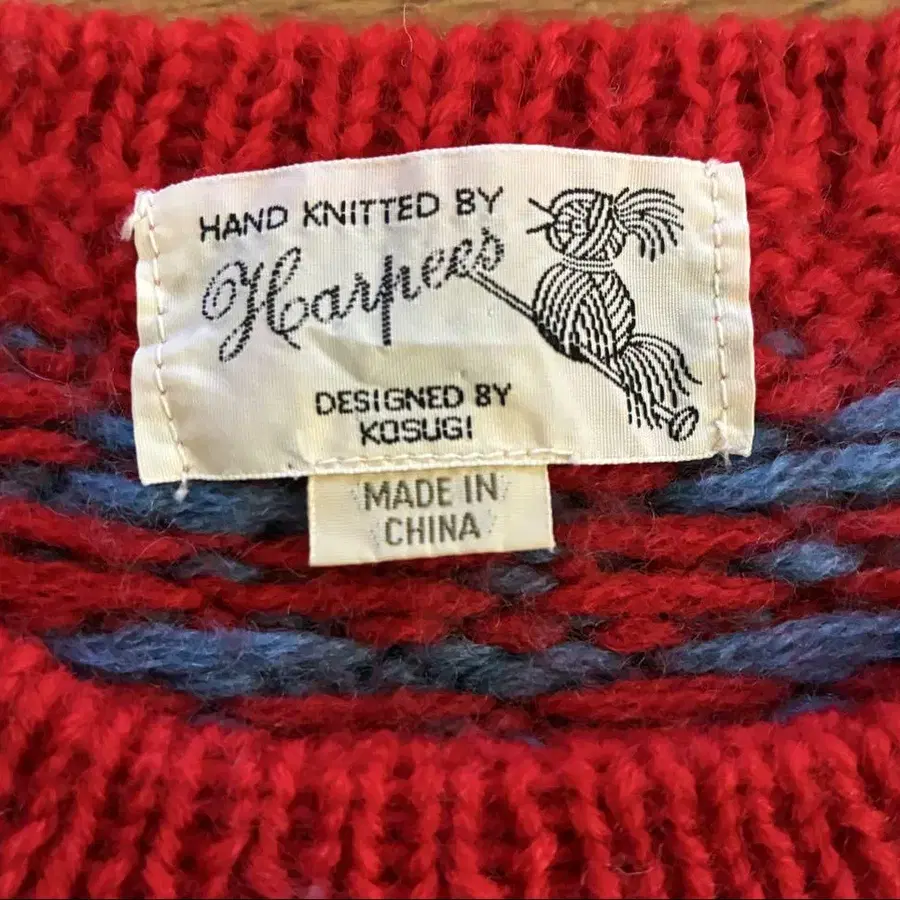 HAND KNITTED BY
Harpees
DESIGNED BY
KOSUGI
MADE IN
CHINA